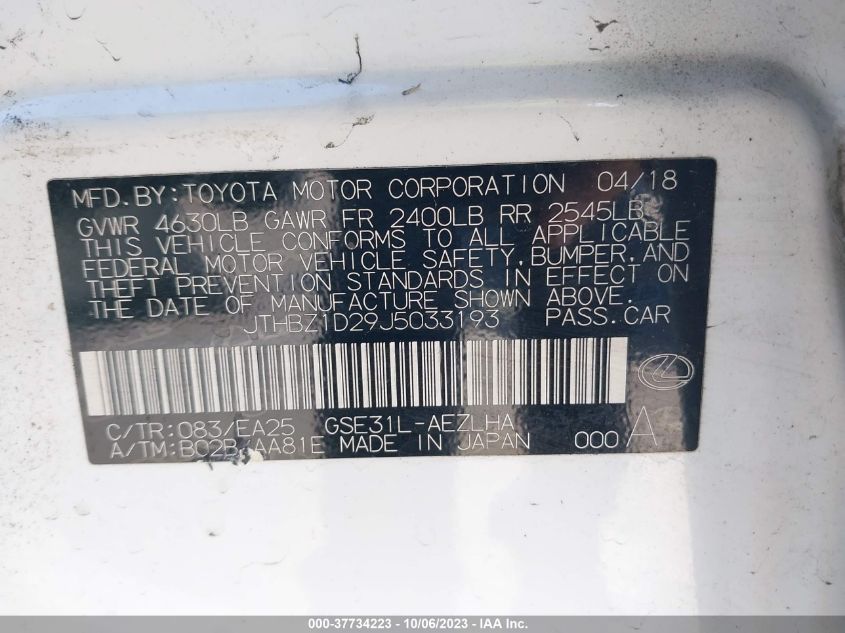 MFD. BY: TOYOTA MOTOR CORPORATION 04/18
GVWR 4630LB GAWR FR 2400LB RR 2545LB
THIS VEHICLE CONFORMS TO ALL APPLICABLE
FEDERAL MOTOR VEHICLE SAFETY, BUMPER, AND
THEFT PREVENTION STANDARDS IN EFFECT ON
THE DATE OF MANUFACTURE SHOWN ABOVE.
JTHBZ1D29J5033193 PASS. CAR
C/TR: 083/EA25 GSE31L-AEZLHA
A/TM: AA81E MADE IN JAPAN 000 A
000-37734223 - 10/06/2023 - IAA Inc.